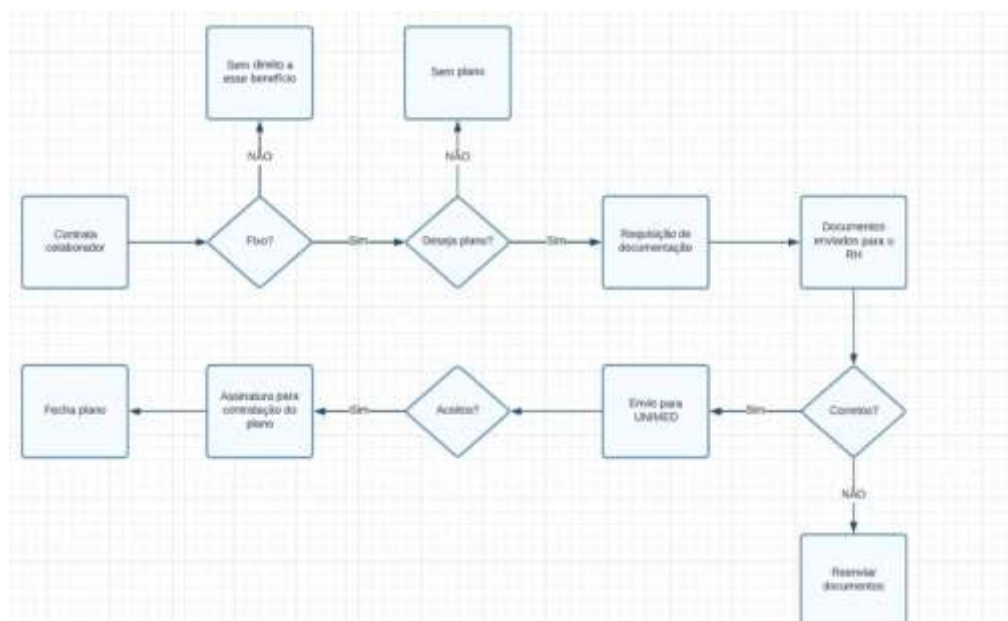 Sem direito a
esse benefício
Sem plano
NÃO
NÃO
Contrata
colaborador
Fixo?
Sim
Deseja plano?
Sim
Requisição de
documentação
Documentos
enviados para o
RH
Fecha plano
Assinatura para
contratação do
plano
Sim
Aceitos?
Envio para
UNIMED
Sim
Corretos?
NÃO
Reenviar
documentos